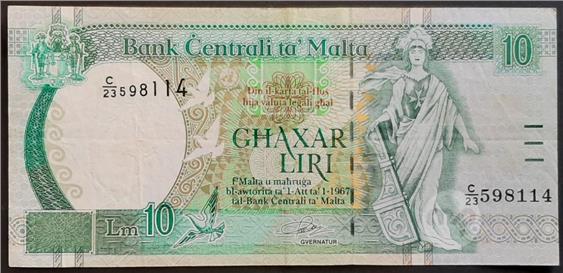 Bank Ċentrali ta' Malta
10
C/23 598114
Din il-karta tal-flus
hija valuta legali għal
GĦAXAR
LIRI
f'Malta u maħruġa
bl-awtorità ta' l-Att ta' l-1967
tal-Bank Ċentrali ta' Malta
C/23 598114
Lm 10
GVERNATUR